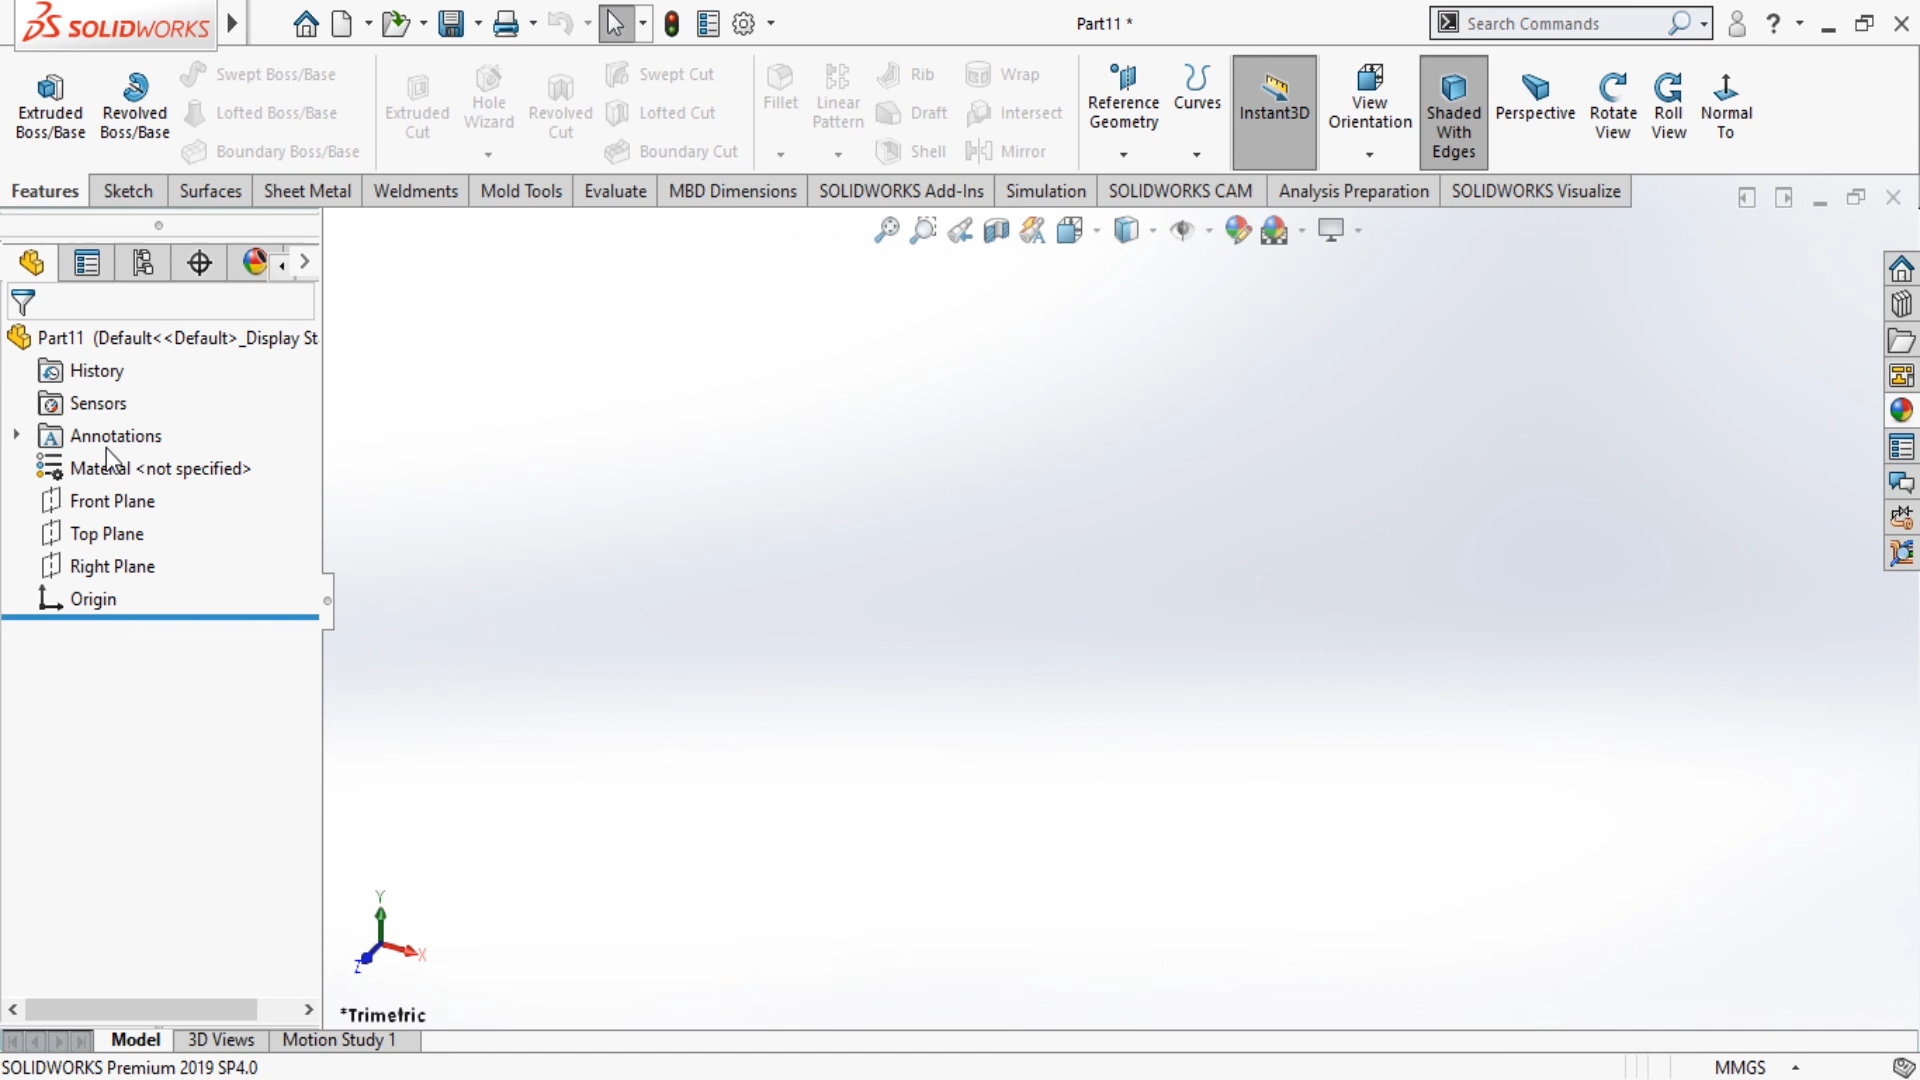 SOLIDWORKS
Part11 *
Search Commands
Extruded Boss/Base
Revolved Boss/Base
Swept Boss/Base
Lofted Boss/Base
Boundary Boss/Base
Extruded Cut
Hole Wizard
Revolved Cut
Swept Cut
Lofted Cut
Boundary Cut
Fillet
Linear Pattern
Rib
Draft
Shell
Wrap
Intersect
Mirror
Reference Geometry
Curves
Instant3D
View Orientation
Shaded With Edges
Perspective
Rotate View
Roll View
Normal To
Features
Sketch
Surfaces
Sheet Metal
Weldments
Mold Tools
Evaluate
MBD Dimensions
SOLIDWORKS Add-Ins
Simulation
SOLIDWORKS CAM
Analysis Preparation
SOLIDWORKS Visualize
Part11 (Default<<Default>_Display St
History
Sensors
Annotations
Material <not specified>
Front Plane
Top Plane
Right Plane
Origin
Y
X
Z
*Trimetric
Model
3D Views
Motion Study 1
SOLIDWORKS Premium 2019 SP4.0
MMGS